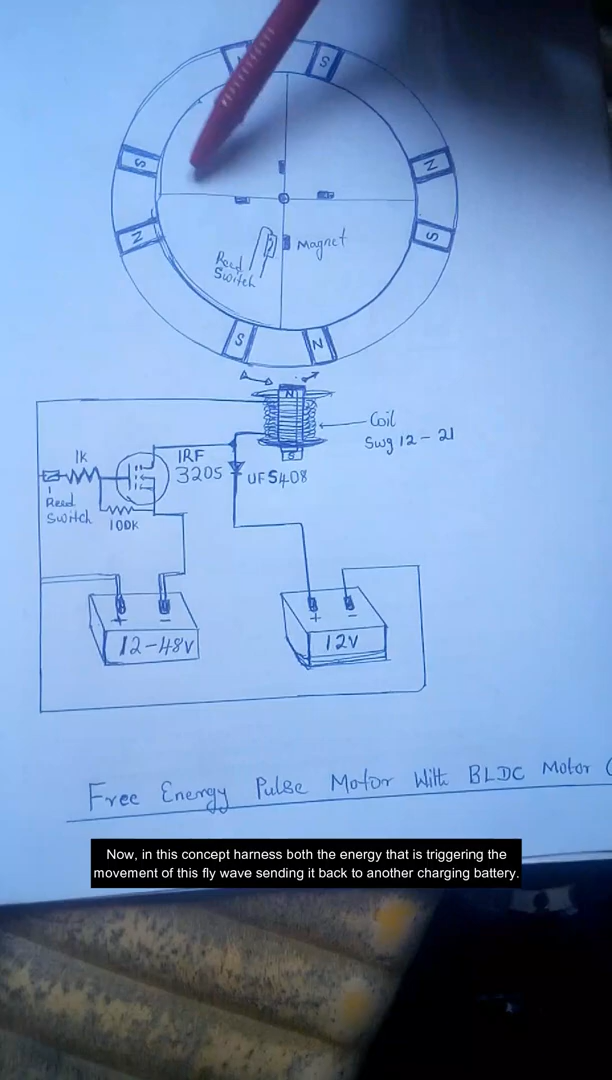 S
S
N
N
S
Magnet
Reed
Switch
S
N
N
Coil
Swg 12 - 21
S
1K
IRF
3205
UF5408
Reed
Switch
100K
+ -
12-48V
+ -
12V
Free Energy Pulse Motor With BLDC Motor
Now, in this concept harness both the energy that is triggering the
movement of this fly wave sending it back to another charging battery.